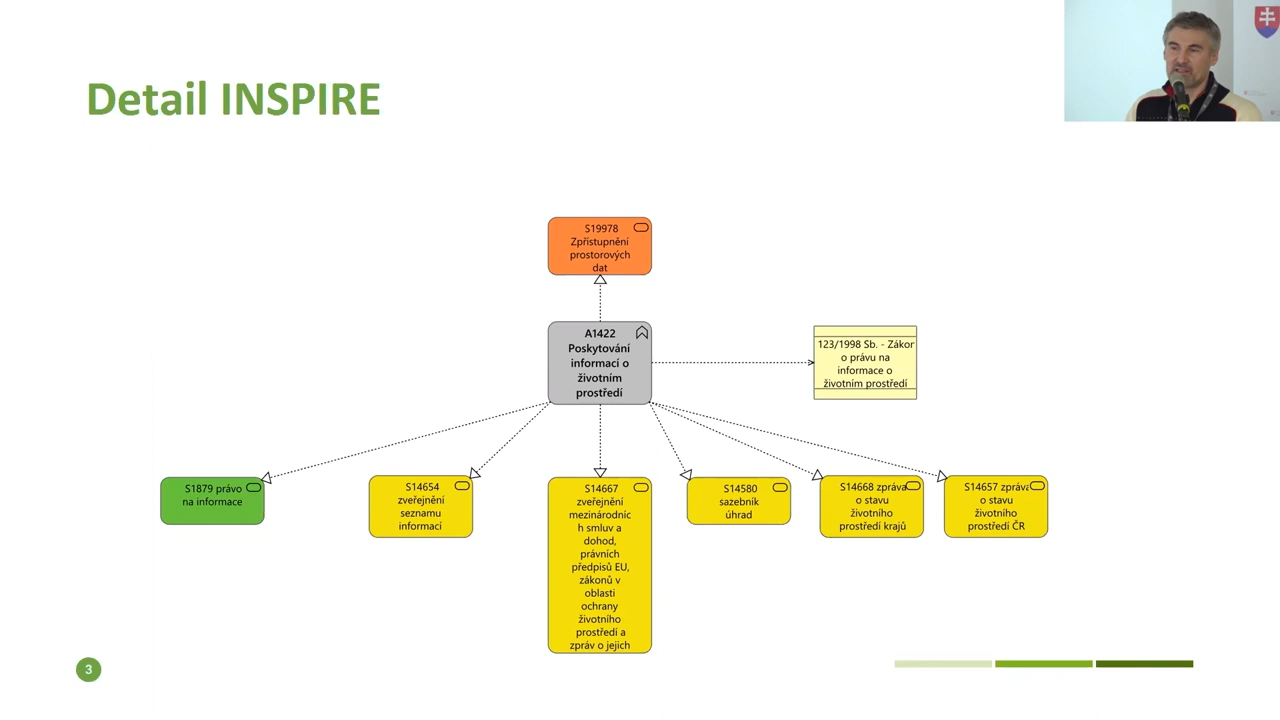 Detail INSPIRE
S19978
Zpřístupnění
prostorových
dat
A1422
Poskytování
informací o
životním
prostředí
123/1998 Sb. - Zákor
o právu na
informace o
životním prostředí
S1879 právo
na informace
S14654
zveřejnění
seznamu
informací
S14667
zveřejnění
mezinárodníc
h smluv a
dohod,
právních
předpisů EU,
zákonů v
oblasti
ochrany
životního
prostředí a
zpráv o jejich
S14580
sazebník
úhrad
S14668 zpráva
o stavu
životního
prostředí krajů
S14657 zpráva
o stavu
životního
prostředí ČR
3